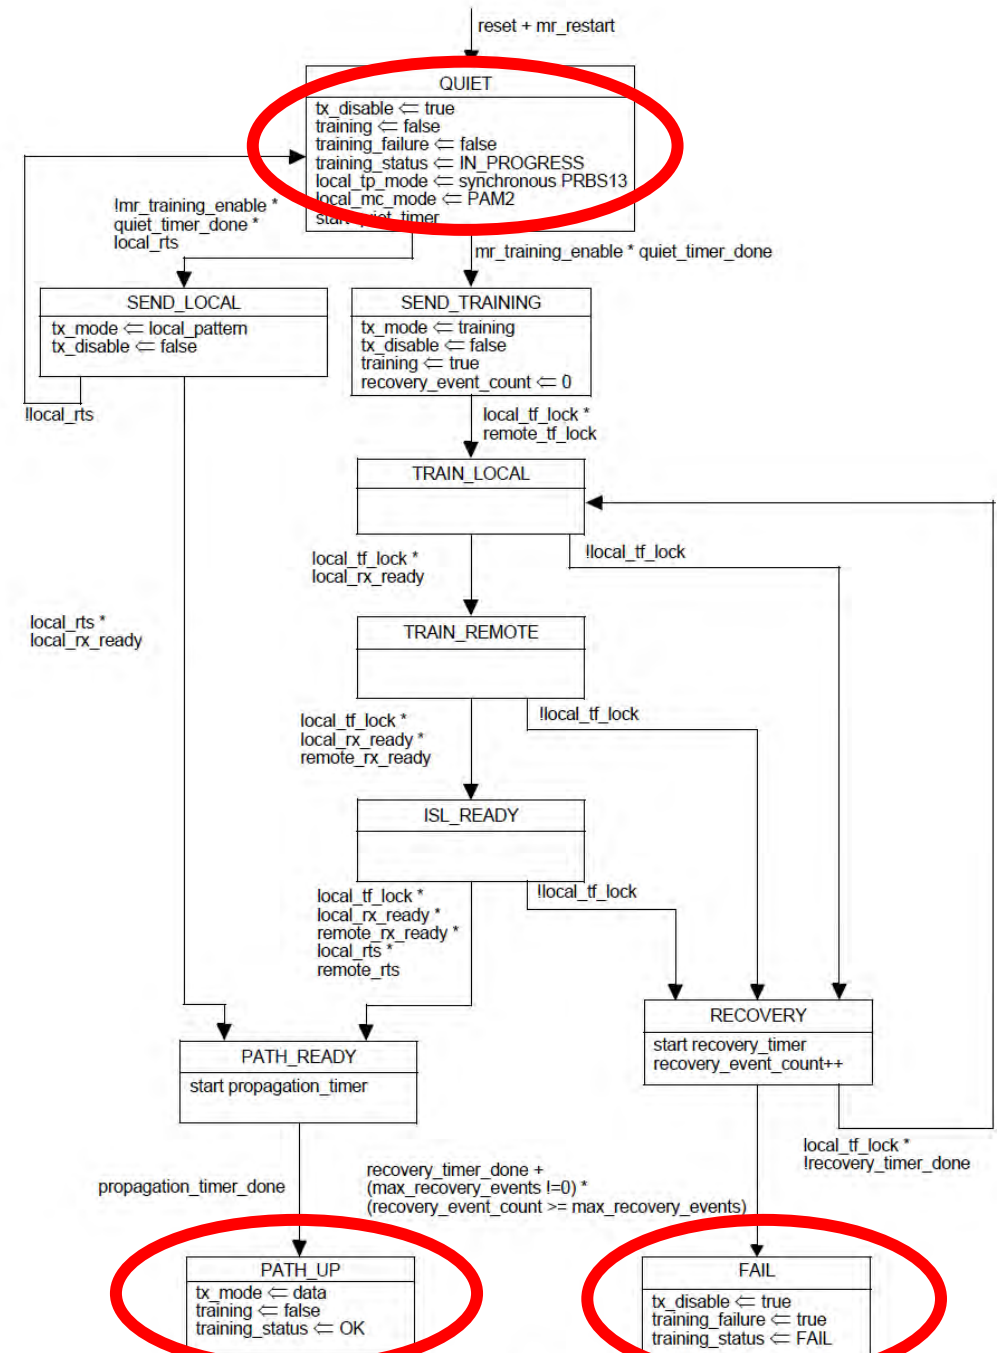 reset + mr_restart
QUIET
tx_disable ⇐ true
training ⇐ false
training_failure ⇐ false
training_status ⇐ IN_PROGRESS
local_tp_mode ⇐ synchronous PRBS13
local_mc_mode ⇐ PAM2
start quiet_timer
!mr_training_enable *
quiet_timer_done *
local_rts
mr_training_enable * quiet_timer_done
SEND_LOCAL
tx_mode ⇐ local_pattern
tx_disable ⇐ false
SEND_TRAINING
tx_mode ⇐ training
tx_disable ⇐ false
training ⇐ true
recovery_event_count ⇐ 0
!local_rts
local_tf_lock *
remote_tf_lock
TRAIN_LOCAL
local_tf_lock *
local_rx_ready
!local_tf_lock
local_rts *
local_rx_ready
TRAIN_REMOTE
local_tf_lock *
local_rx_ready *
remote_rx_ready
!local_tf_lock
ISL_READY
local_tf_lock *
local_rx_ready *
remote_rx_ready *
local_rts *
remote_rts
!local_tf_lock
RECOVERY
start recovery_timer
recovery_event_count++
PATH_READY
start propagation_timer
local_tf_lock *
!recovery_timer_done
propagation_timer_done
recovery_timer_done +
(max_recovery_events !=0) *
(recovery_event_count >= max_recovery_events)
PATH_UP
tx_mode ⇐ data
training ⇐ false
training_status ⇐ OK
FAIL
tx_disable ⇐ true
training_failure ⇐ true
training_status ⇐ FAIL